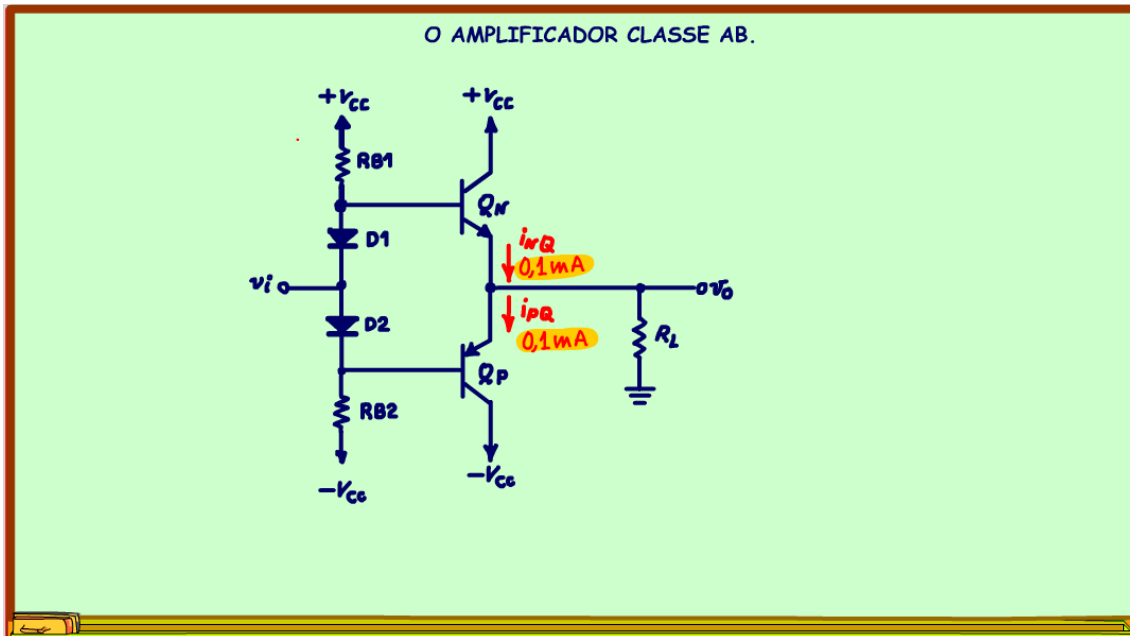 O AMPLIFICADOR CLASSE AB.
+VCC
+VCC
RB1
QN
D1
iNQ
0,1mA
vi
vo
D2
iPQ
0,1mA
RL
QP
RB2
-VCC
-VCC